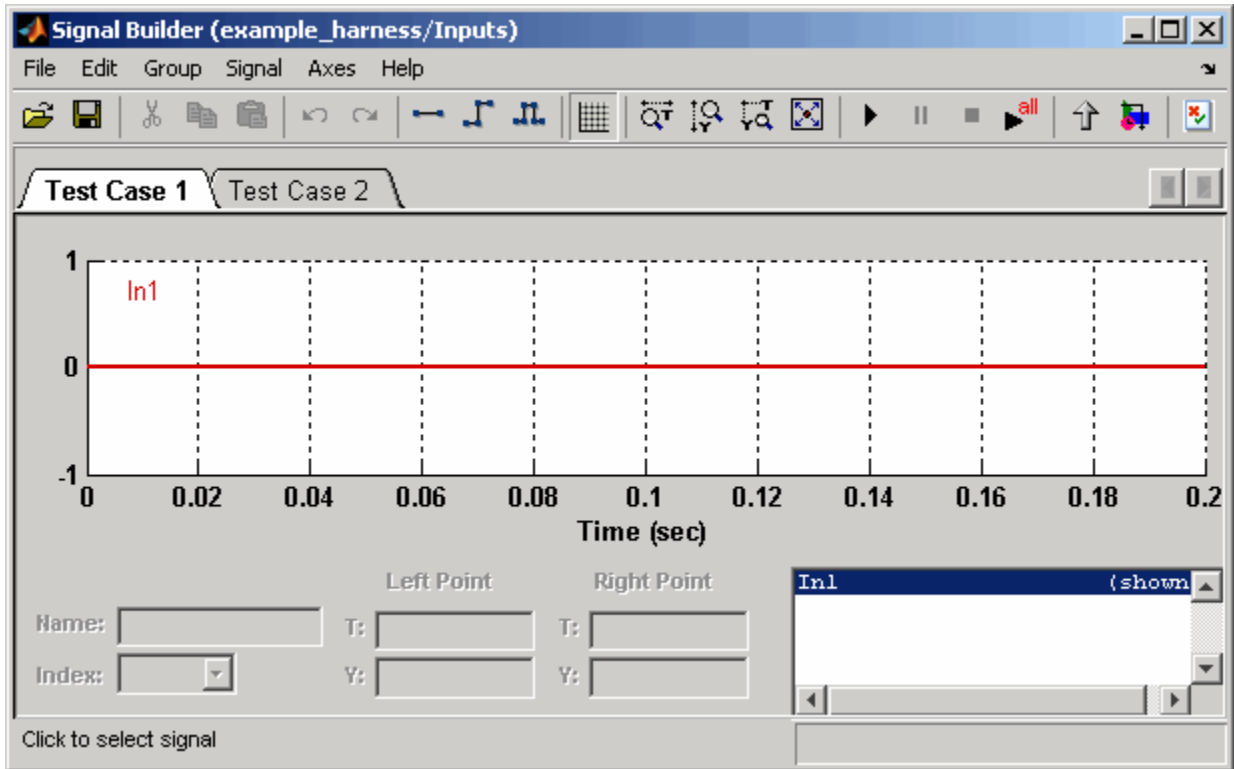 Signal Builder (example_harness/Inputs)
File Edit Group Signal Axes Help
all
Test Case 1 Test Case 2
1
In1
0
-1
0 0.02 0.04 0.06 0.08 0.1 0.12 0.14 0.16 0.18 0.2
Time (sec)
Left Point Right Point In1 (shown
Name: T: T:
Index: Y: Y:
Click to select signal